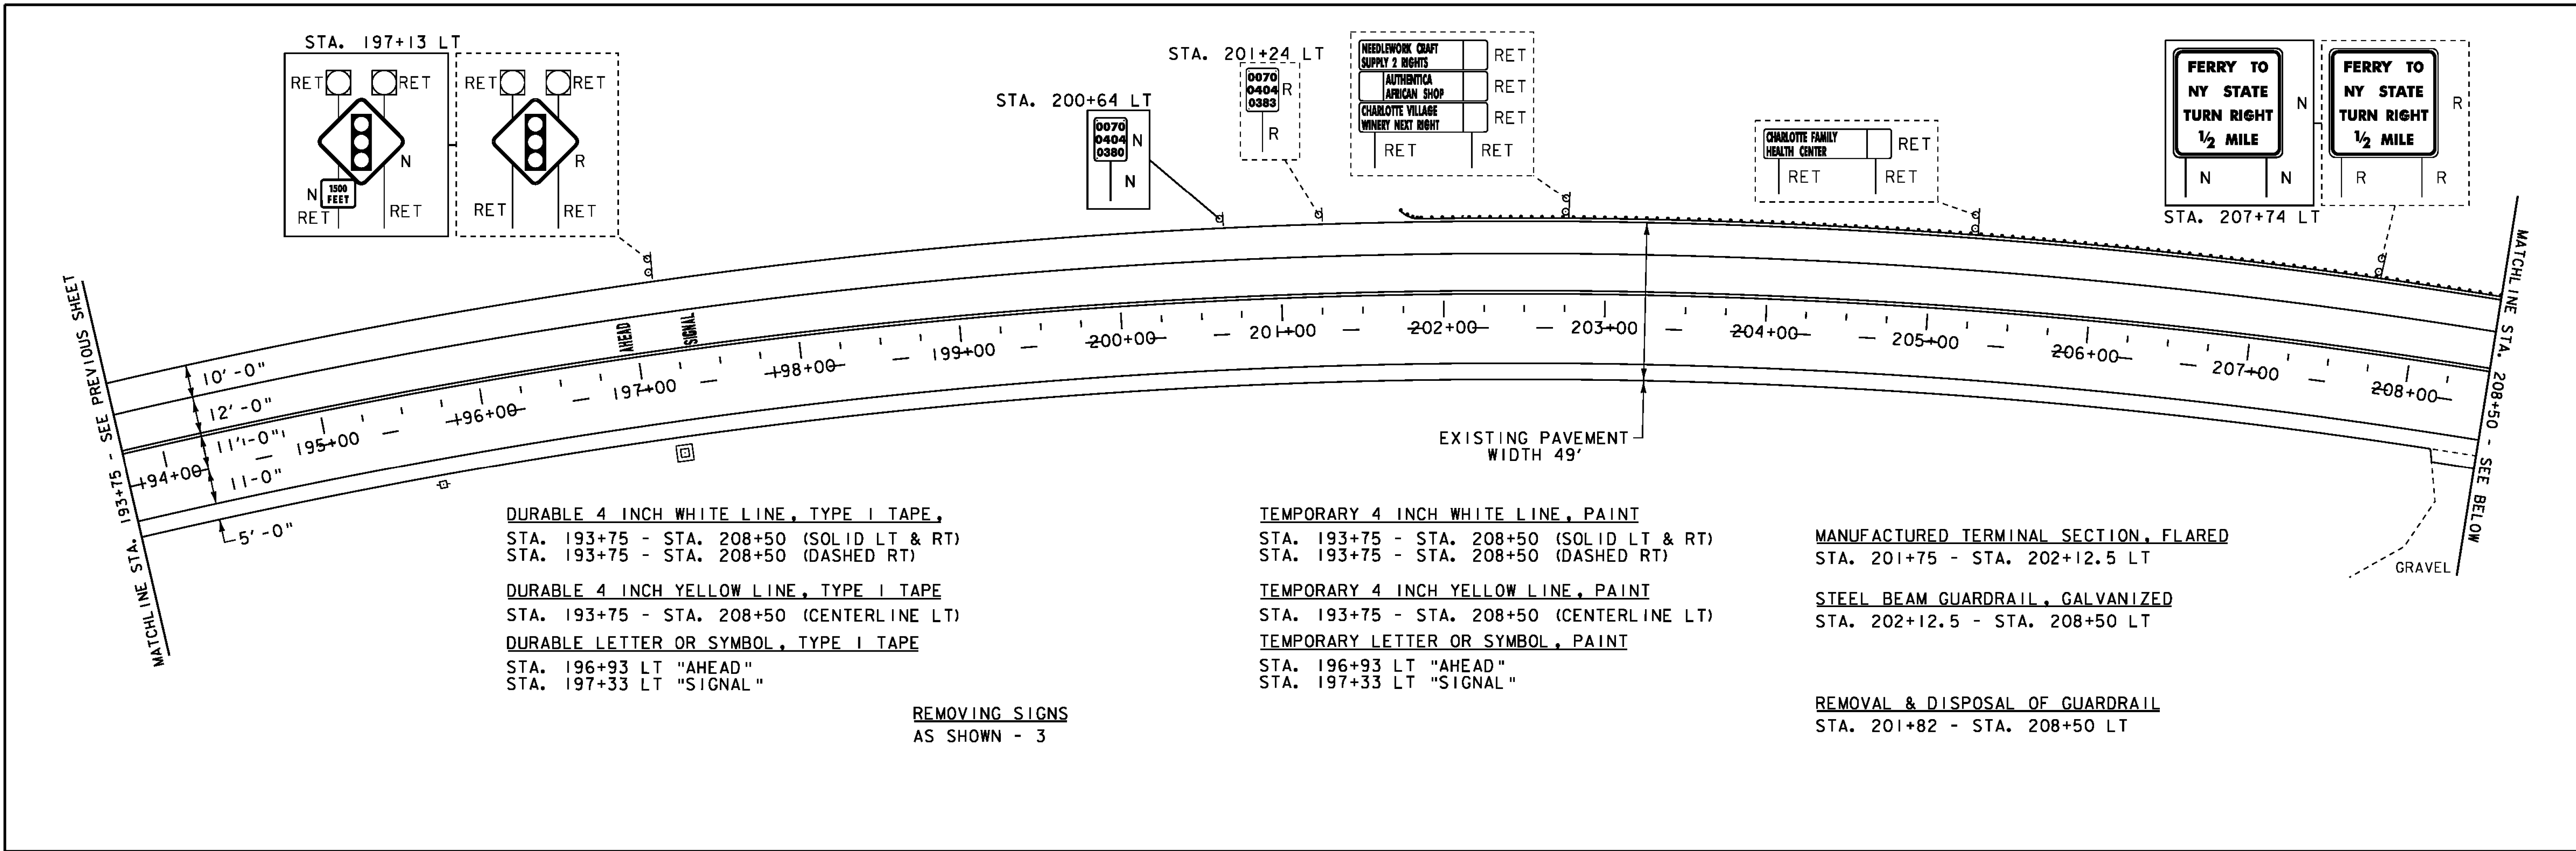 STA. 197+13 LT
RET RET
N
1500
FEET
N
RET RET
RET RET
R
RET RET
STA. 200+64 LT
0070
0404
0380
N
N
STA. 201+24 LT
0070
0404
0383
R
R
NEEDLEWORK CRAFT
SUPPLY 2 RIGHTS
RET
AUTHENTICA
AFRICAN SHOP
RET
CHARLOTTE VILLAGE
WINERY NEXT RIGHT
RET
RET RET
CHARLOTTE FAMILY
HEALTH CENTER
RET
RET RET
FERRY TO
NY STATE
TURN RIGHT
1/2 MILE
N
N N
STA. 207+74 LT
FERRY TO
NY STATE
TURN RIGHT
1/2 MILE
R
R R
MATCHLINE STA. 193+75 - SEE PREVIOUS SHEET
10'-0"
12'-0"
11'-0"
11-0"
5'-0"
AHEAD
SIGNAL
194+00
195+00
196+00
197+00
198+00
199+00
200+00
201+00
202+00
203+00
204+00
205+00
206+00
207+00
208+00
MATCHLINE STA. 208+50 - SEE BELOW
EXISTING PAVEMENT
WIDTH 49'
GRAVEL
DURABLE 4 INCH WHITE LINE, TYPE I TAPE,
STA. 193+75 - STA. 208+50 (SOLID LT & RT)
STA. 193+75 - STA. 208+50 (DASHED RT)
DURABLE 4 INCH YELLOW LINE, TYPE I TAPE
STA. 193+75 - STA. 208+50 (CENTERLINE LT)
DURABLE LETTER OR SYMBOL, TYPE I TAPE
STA. 196+93 LT "AHEAD"
STA. 197+33 LT "SIGNAL"
REMOVING SIGNS
AS SHOWN - 3
TEMPORARY 4 INCH WHITE LINE, PAINT
STA. 193+75 - STA. 208+50 (SOLID LT & RT)
STA. 193+75 - STA. 208+50 (DASHED RT)
TEMPORARY 4 INCH YELLOW LINE, PAINT
STA. 193+75 - STA. 208+50 (CENTERLINE LT)
TEMPORARY LETTER OR SYMBOL, PAINT
STA. 196+93 LT "AHEAD"
STA. 197+33 LT "SIGNAL"
MANUFACTURED TERMINAL SECTION, FLARED
STA. 201+75 - STA. 202+12.5 LT
STEEL BEAM GUARDRAIL, GALVANIZED
STA. 202+12.5 - STA. 208+50 LT
REMOVAL & DISPOSAL OF GUARDRAIL
STA. 201+82 - STA. 208+50 LT